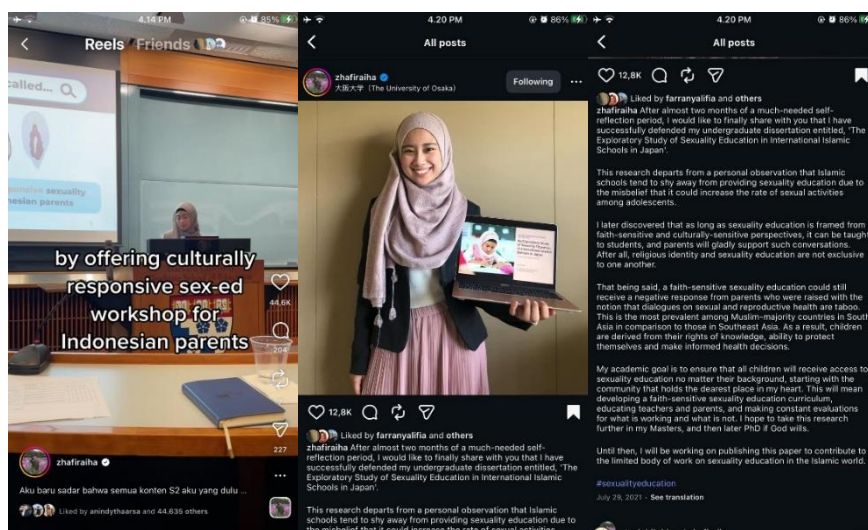 4.14 PM
85%
Reels Friends
called...
sexuality
nesian parents
by offering culturally
responsive sex-ed
workshop for
Indonesian parents
44,6K
204
227
zhafiraiha
Aku baru sadar bahwa semua konten S2 aku yang dulu ...
Liked by anindythaarsa and 44.635 others
4.20 PM
86%
All posts
zhafiraiha
大阪大学 (The University of Osaka)
Following
12,8K
Liked by farranyalifia and others
zhafiraiha After almost two months of a much-needed self-
reflection period, I would like to finally share with you that I have
successfully defended my undergraduate dissertation entitled, 'The
Exploratory Study of Sexuality Education in International Islamic
Schools in Japan'.
This research departs from a personal observation that Islamic
schools tend to shy away from providing sexuality education due to
the misbelief that it could increase the rate of sexual activities
4.20 PM
86%
All posts
12,8K
Liked by farranyalifia and others
zhafiraiha After almost two months of a much-needed self-
reflection period, I would like to finally share with you that I have
successfully defended my undergraduate dissertation entitled, 'The
Exploratory Study of Sexuality Education in International Islamic
Schools in Japan'.
This research departs from a personal observation that Islamic
schools tend to shy away from providing sexuality education due to
the misbelief that it could increase the rate of sexual activities
among adolescents.
I later discovered that as long as sexuality education is framed from
faith-sensitive and culturally-sensitive perspectives, it can be taught
to students, and parents will gladly support such conversations.
After all, religious identity and sexuality education are not exclusive
to one another.
That being said, a faith-sensitive sexuality education could still
receive a negative response from parents who were raised with the
notion that dialogues on sexual and reproductive health are taboo.
This is the most prevalent among Muslim-majority countries in South
Asia in comparison to those in Southeast Asia. As a result, children
are derived from their rights of knowledge, ability to protect
themselves and make informed health decisions.
My academic goal is to ensure that all children will receive access to
sexuality education no matter their background, starting with the
community that holds the dearest place in my heart. This will mean
developing a faith-sensitive sexuality education curriculum,
educating teachers and parents, and making constant evaluations
for what is working and what is not. I hope to take this research
further in my Masters, and then later PhD if God wills.
Until then, I will be working on publishing this paper to contribute to
the limited body of work on sexuality education in the Islamic world.
#sexualityeducation
July 29, 2021 · See translation